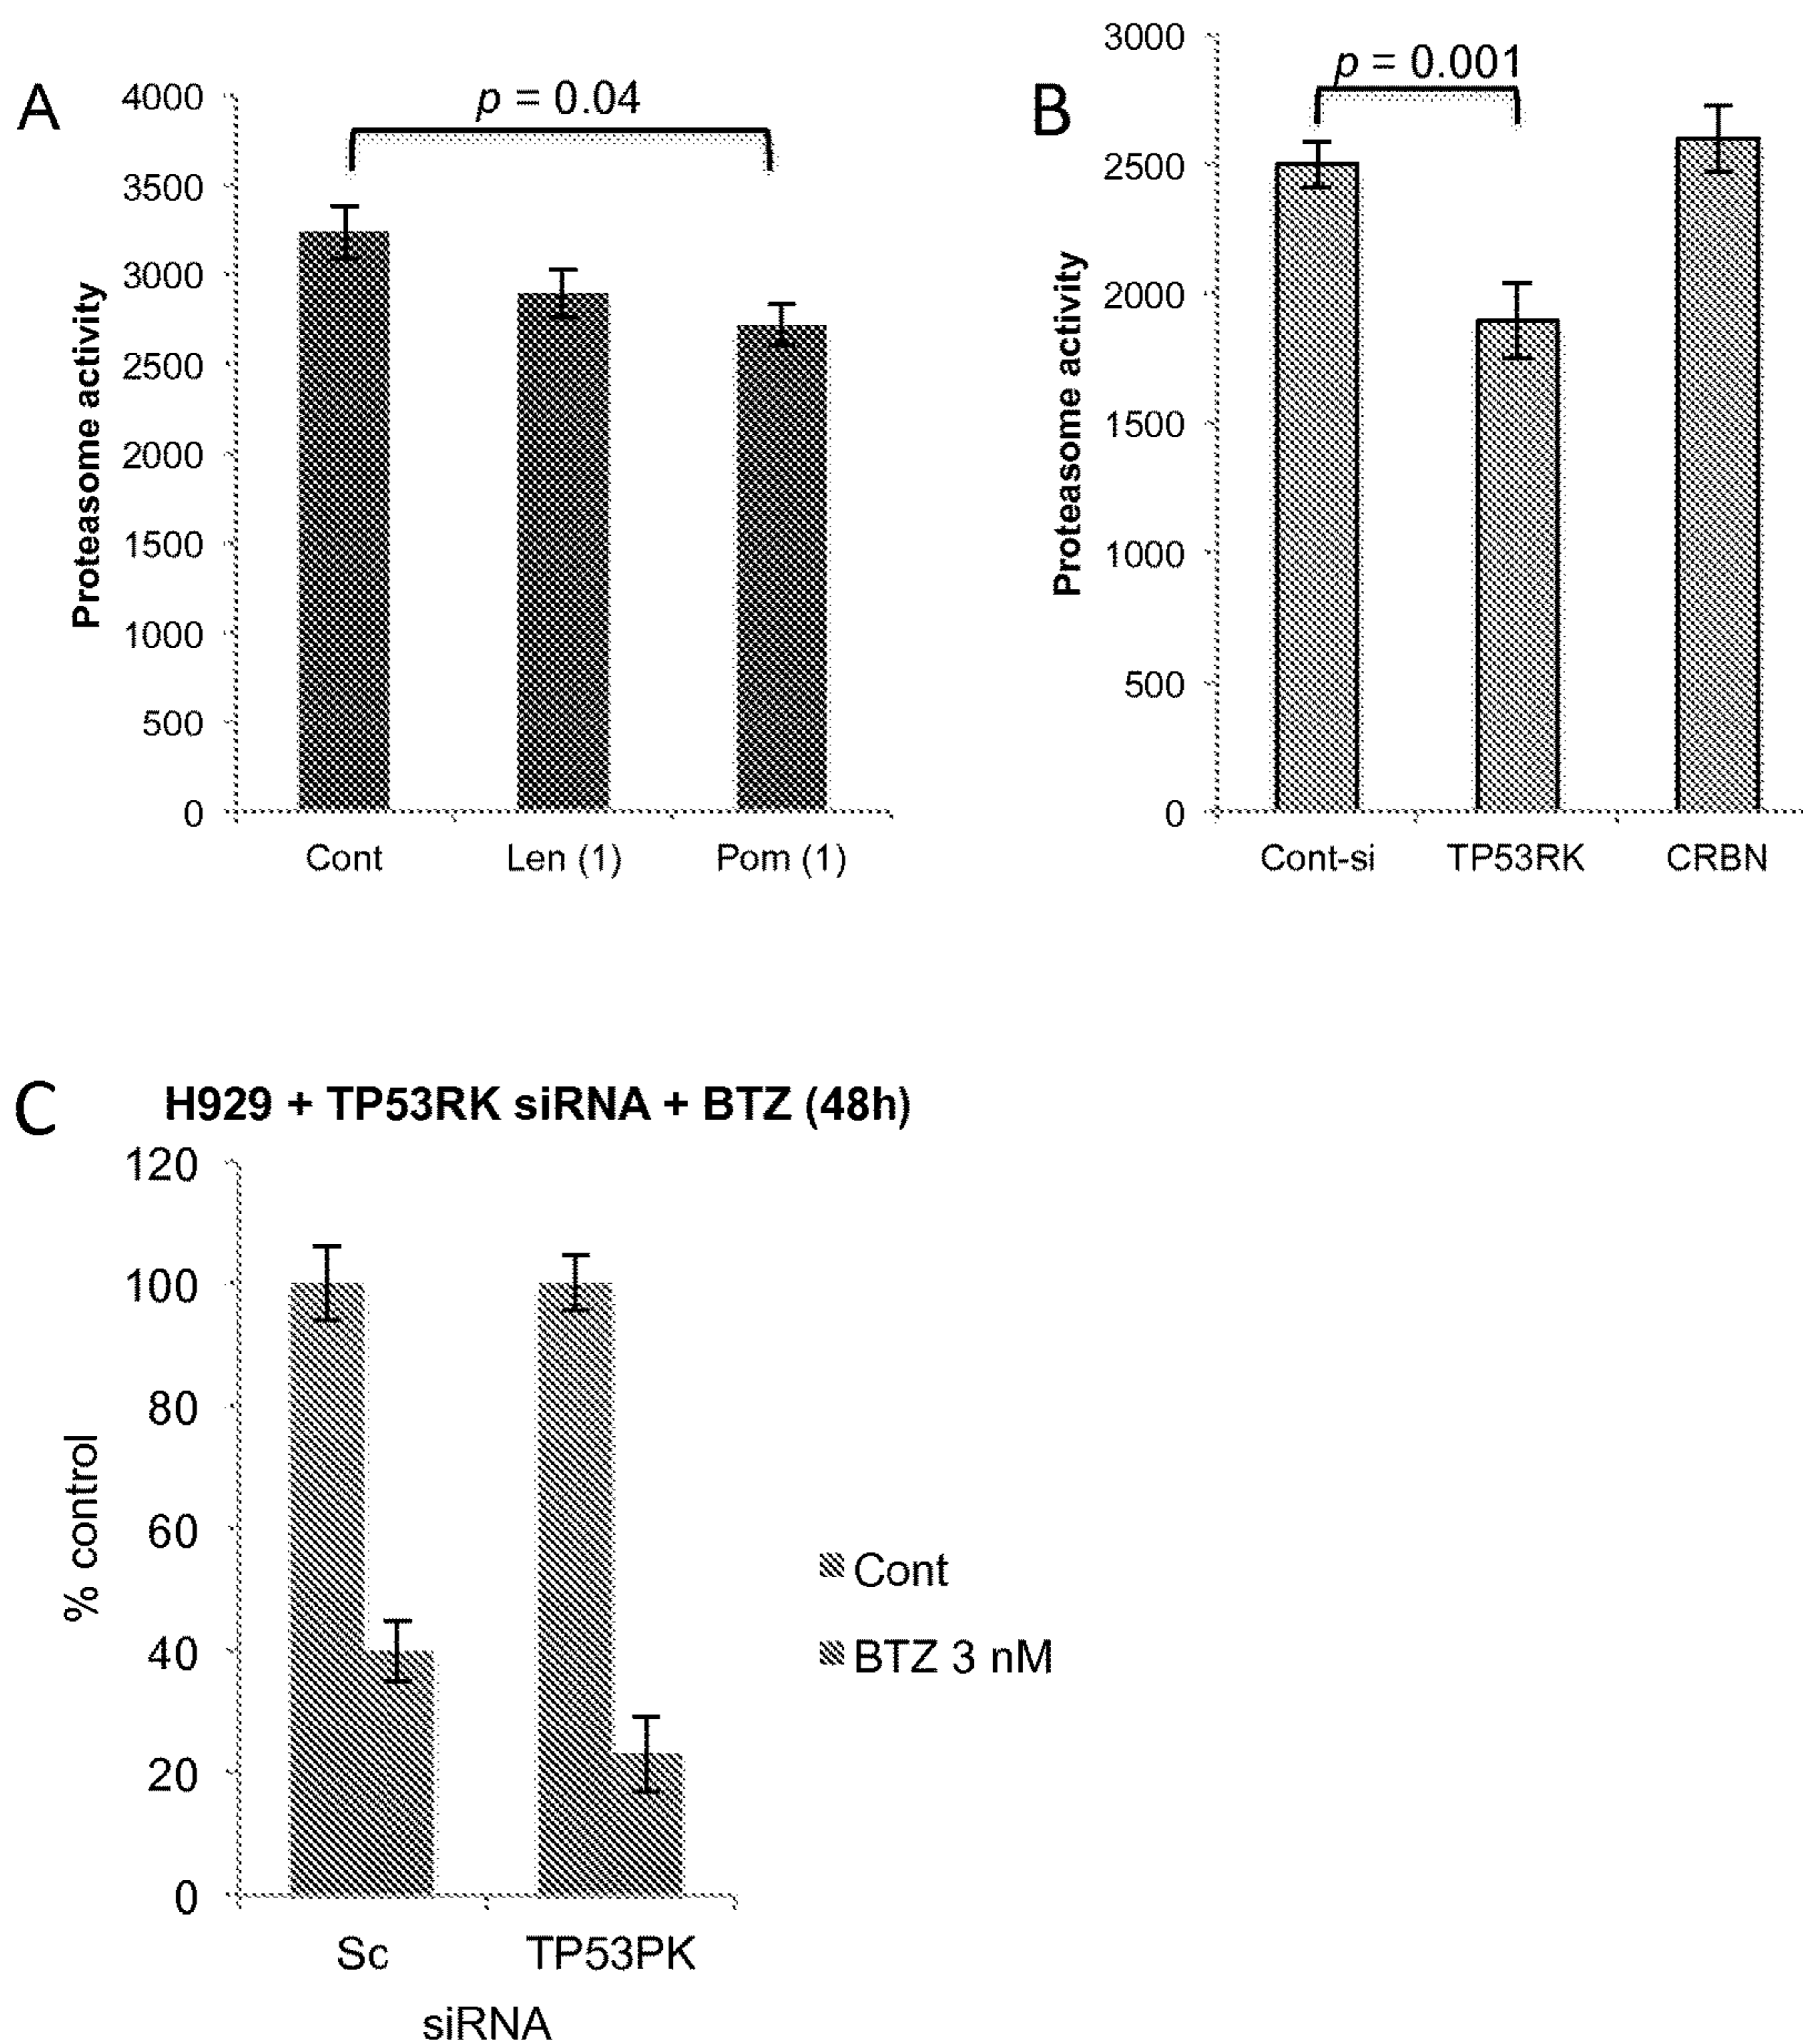 A
p = 0.04
4000
3500
3000
2500
2000
1500
1000
500
0
Proteasome activity
Cont Len (1) Pom (1)
B
p = 0.001
3000
2500
2000
1500
1000
500
0
Proteasome activity
Cont-si TP53RK CRBN
C H929 + TP53RK siRNA + BTZ (48h)
120
100
80
60
40
20
0
% control
Cont
BTZ 3 nM
Sc TP53PK
siRNA